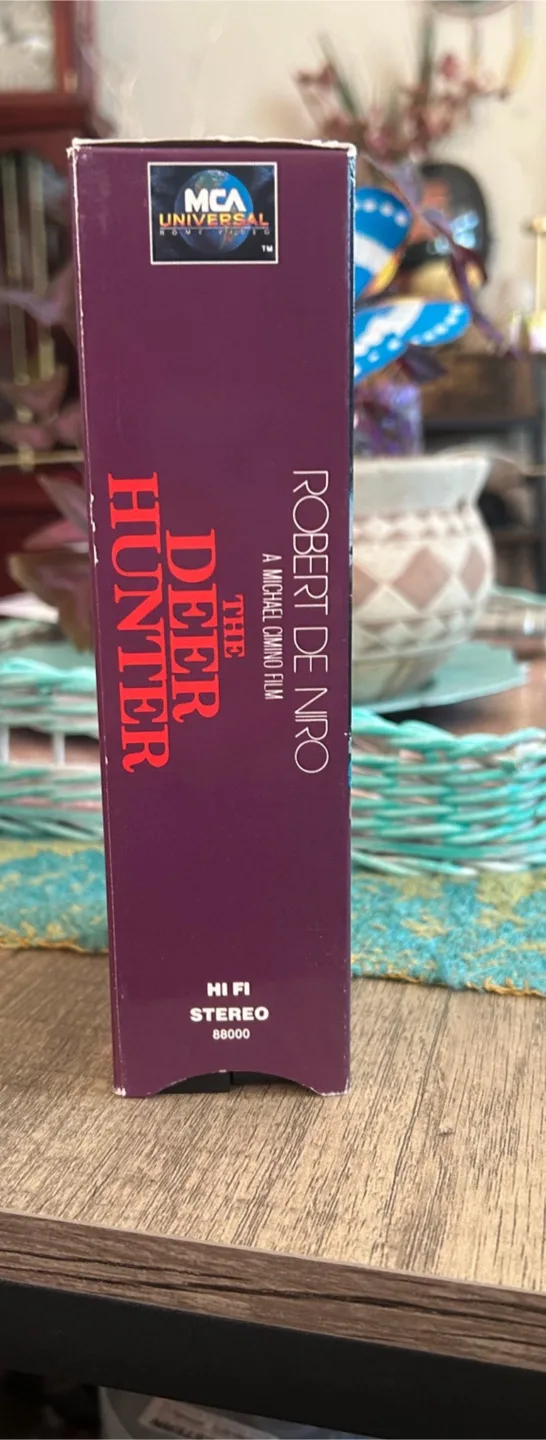 MCA
UNIVERSAL
HOME VIDEO
TM
ROBERT DE NIRO
A MICHAEL CIMINO FILM
THE
DEER
HUNTER
HI FI
STEREO
88000